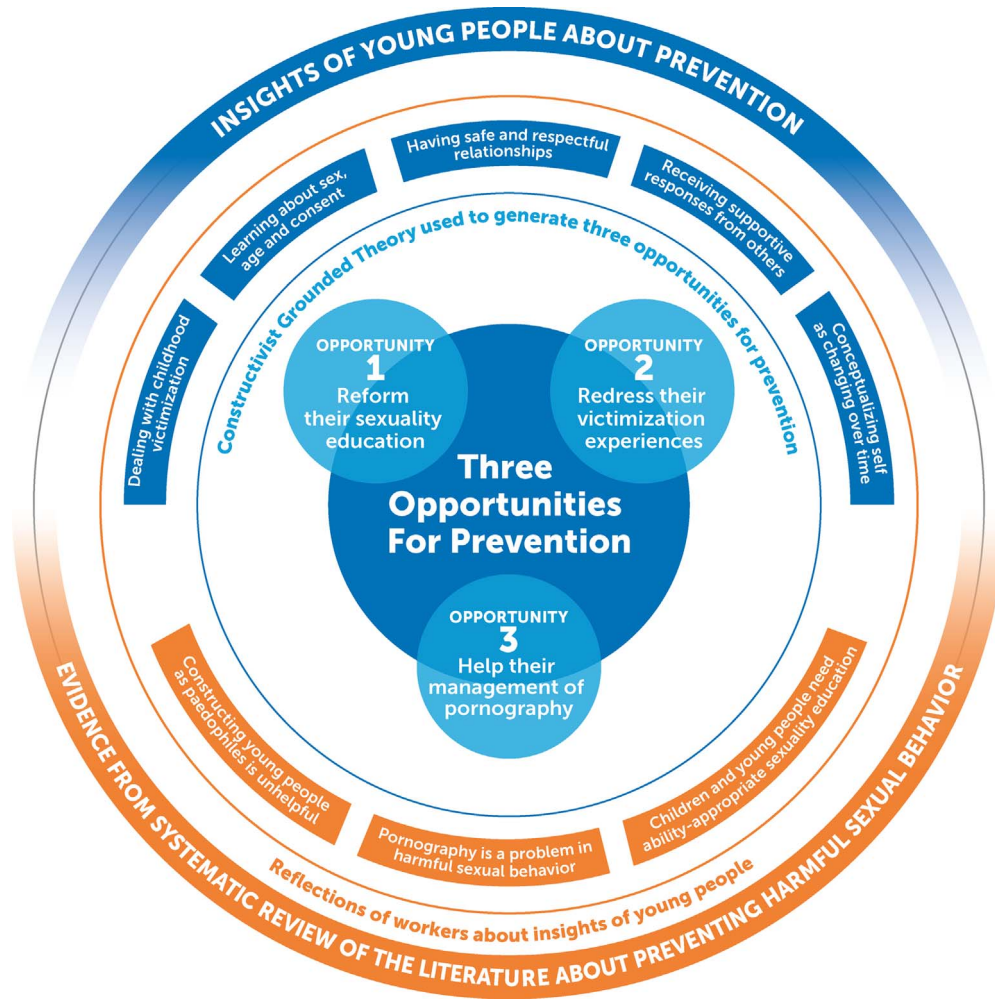 INSIGHTS OF YOUNG PEOPLE ABOUT PREVENTION
Dealing with childhood
victimization
Learning about sex,
age and consent
Having safe and respectful
relationships
Receiving supportive
responses from others
Conceptualizing self
as changing over time
Constructivist Grounded Theory used to generate three opportunities for prevention
OPPORTUNITY
1
Reform
their sexuality
education
OPPORTUNITY
2
Redress their
victimization
experiences
Three
Opportunities
For Prevention
OPPORTUNITY
3
Help their
management of
pornography
Constructing young people
as paedophiles is unhelpful
Pornography is a problem in
harmful sexual behavior
Children and young people need
ability-appropriate sexuality education
Reflections of workers about insights of young people
EVIDENCE FROM SYSTEMATIC REVIEW OF THE LITERATURE ABOUT PREVENTING HARMFUL SEXUAL BEHAVIOR